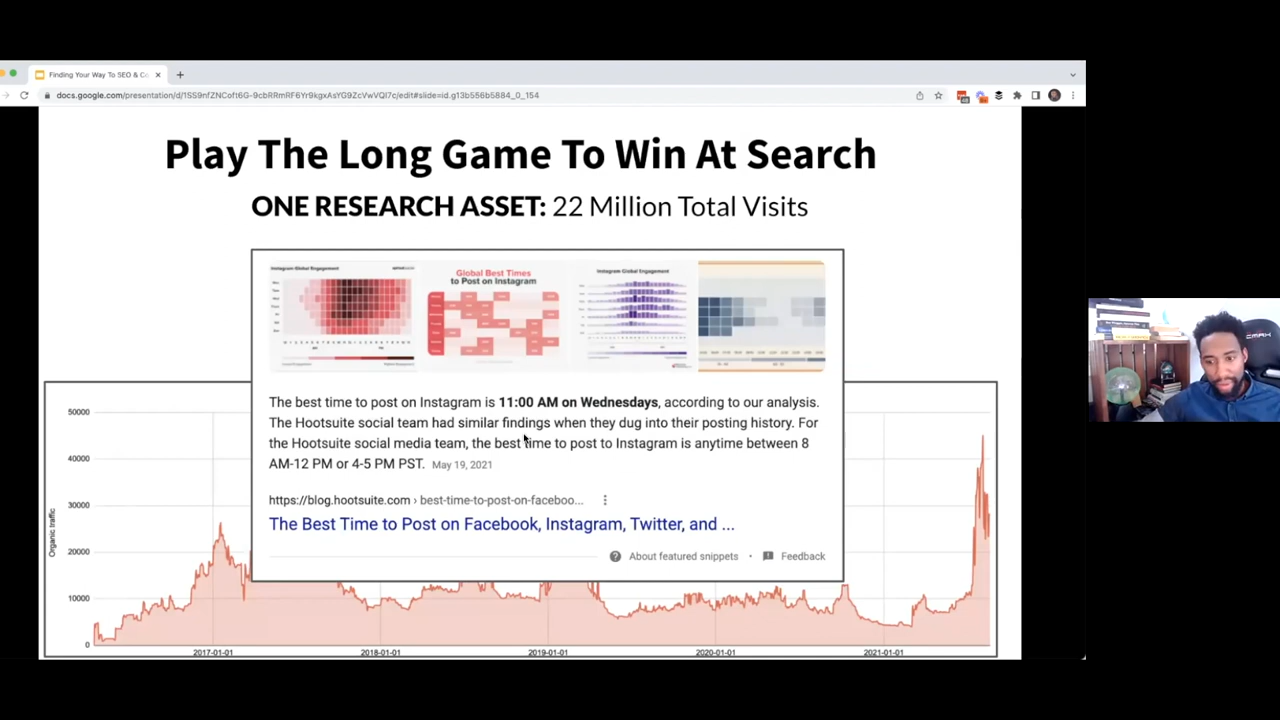 Finding Your Way To SEO & Co
docs.google.com/presentation/d/1SS9nfZNCoft6G-9cbRRmRF6Yr9kgxAsYG9ZcVwVQI7c/edit#slide=id.g13b556b5884_0_154
Play The Long Game To Win At Search
ONE RESEARCH ASSET: 22 Million Total Visits
Instagram Global Engagement
Global Best Times
to Post on Instagram
Instagram Global Engagement
The best time to post on Instagram is 11:00 AM on Wednesdays, according to our analysis.
The Hootsuite social team had similar findings when they dug into their posting history. For
the Hootsuite social media team, the best time to post to Instagram is anytime between 8
AM-12 PM or 4-5 PM PST. May 19, 2021
https://blog.hootsuite.com › best-time-to-post-on-faceboo...
The Best Time to Post on Facebook, Instagram, Twitter, and ...
About featured snippets • Feedback
Organic traffic
50000
40000
30000
20000
10000
0
2017-01-01 2018-01-01 2019-01-01 2020-01-01 2021-01-01